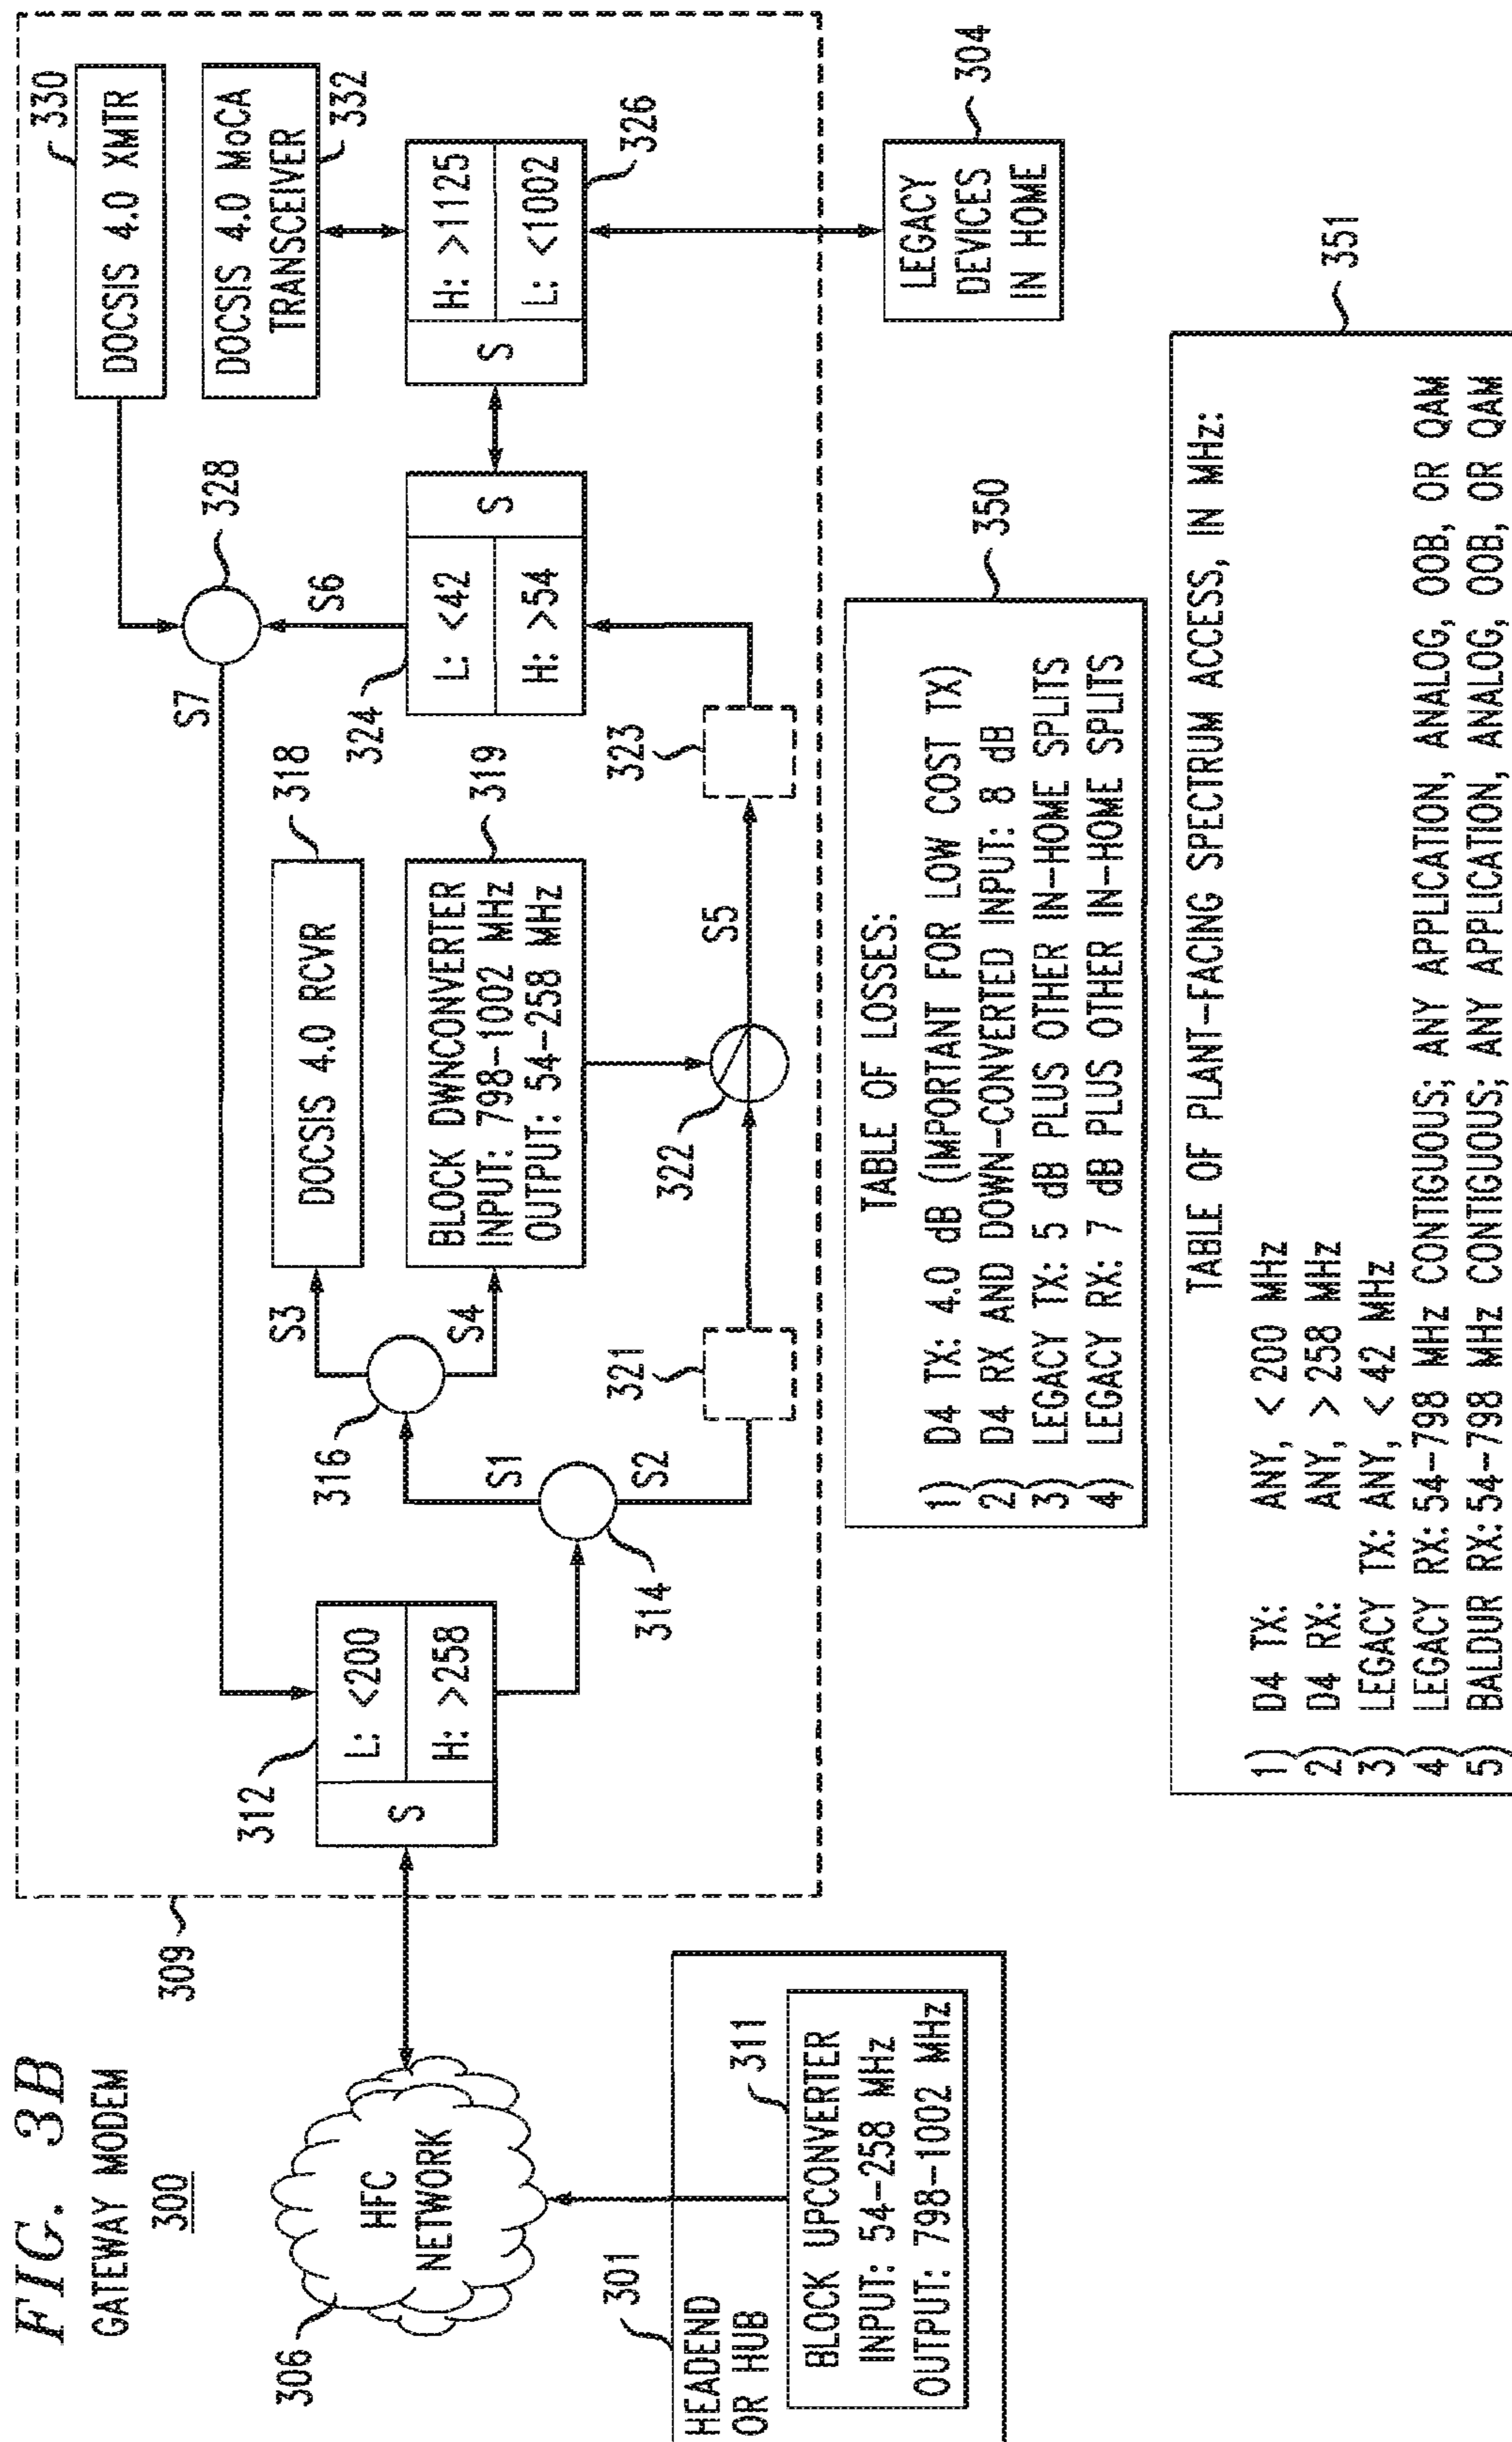 FIG. 3B
GATEWAY MODEM
300
309
306
HFC
NETWORK
301
HEADEND
OR HUB
311
BLOCK UPCONVERTER
INPUT: 54-258 MHz
OUTPUT: 798-1002 MHz
312
S
L: <200
H: >258
314
S1
S2
316
S3
S4
318
DOCSIS 4.0 RCVR
319
BLOCK DWNCONVERTER
INPUT: 798-1002 MHz
OUTPUT: 54-258 MHz
321
322
S5
323
324
L: <42
H: >54
S
S6
S7
328
330
DOCSIS 4.0 XMTR
DOCSIS 4.0 MoCA
TRANSCEIVER
332
S
H: >1125
L: <1002
326
LEGACY
DEVICES
IN HOME
304
350
TABLE OF LOSSES:
1) D4 TX: 4.0 dB (IMPORTANT FOR LOW COST TX)
2) D4 RX AND DOWN-CONVERTED INPUT: 8 dB
3) LEGACY TX: 5 dB PLUS OTHER IN-HOME SPLITS
4) LEGACY RX: 7 dB PLUS OTHER IN-HOME SPLITS
351
TABLE OF PLANT-FACING SPECTRUM ACCESS, IN MHz:
1) D4 TX: ANY, < 200 MHz
2) D4 RX: ANY, > 258 MHz
3) LEGACY TX: ANY, < 42 MHz
4) LEGACY RX: 54-798 MHz CONTIGUOUS; ANY APPLICATION, ANALOG, OOB, OR QAM
5) BALDUR RX: 54-798 MHz CONTIGUOUS; ANY APPLICATION, ANALOG, OOB, OR QAM